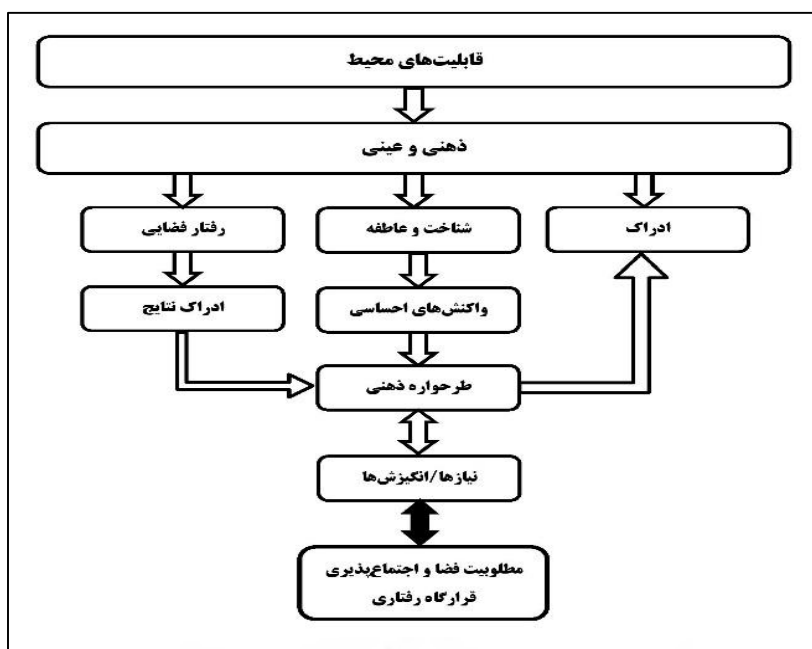 قابلیت‌های محیط
ذهنی و عینی
ادراک
شناخت و عاطفه
رفتار فضایی
واکنش‌های احساسی
ادراک نتایج
طرحواره ذهنی
نیازها/انگیزش‌ها
مطلوبیت فضا و اجتماع‌پذیری
قرارگاه رفتاری